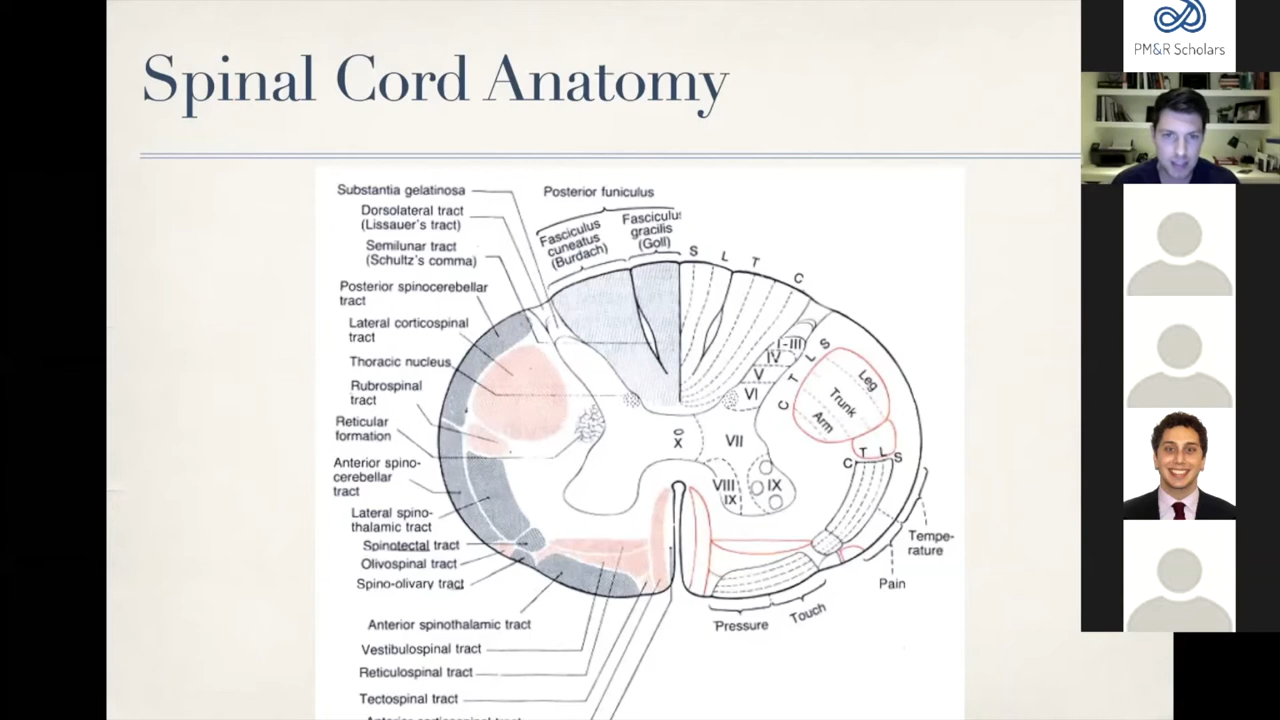 Spinal Cord Anatomy
PM&R Scholars
Substantia gelatinosa
Dorsolateral tract
(Lissauer's tract)
Semilunar tract
(Schultz's comma)
Posterior spinocerebellar
tract
Lateral corticospinal
tract
Thoracic nucleus
Rubrospinal
tract
Reticular
formation
Anterior spino-
cerebellar
tract
Lateral spino-
thalamic tract
Spinotectal tract
Olivospinal tract
Spino-olivary tract
Anterior spinothalamic tract
Vestibulospinal tract
Reticulospinal tract
Tectospinal tract
Posterior funiculus
Fasciculus
cuneatus
(Burdach)
Fasciculus
gracilis
(Goll)
S L T C
I-III
IV
V
VI
VII
VIII
IX
IX
X
S
L
T
C
Leg
Trunk
Arm
C T L S
Tempe-
rature
Pain
Touch
Pressure